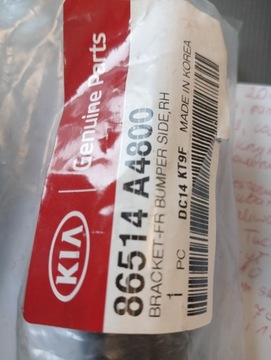 KIA
Genuine Parts
86514 A4800
BRACKET-FR BUMPER SIDE,RH
1 PC DC14 KT9F MADE IN KOREA